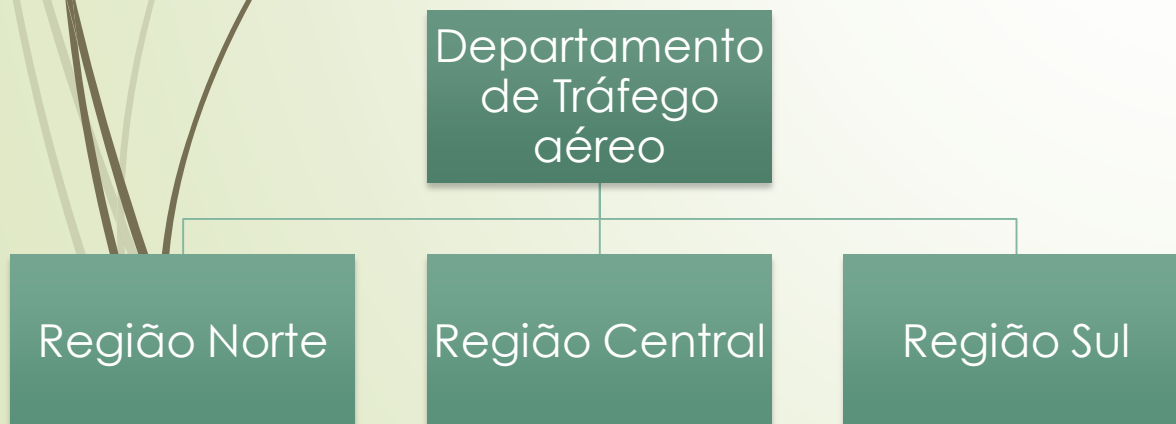 Departamento
de Tráfego
aéreo
Região Norte
Região Central
Região Sul